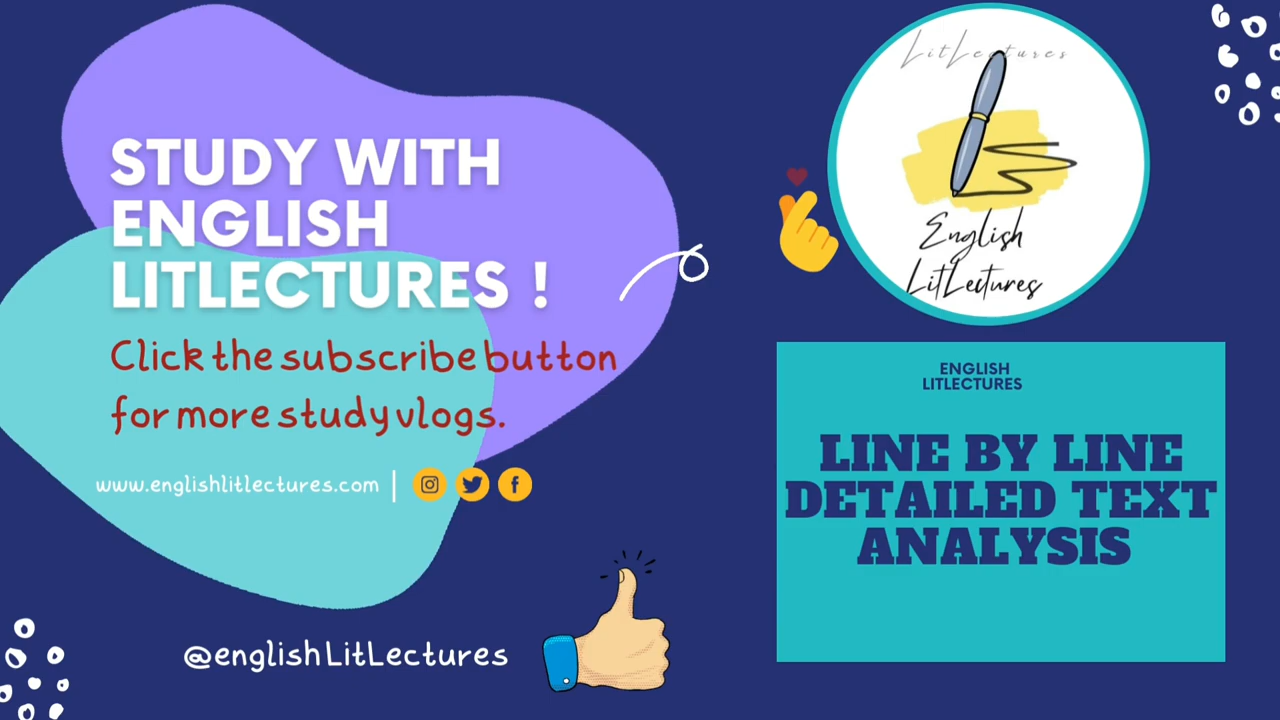 STUDY WITH
ENGLISH
LITLECTURES !
Click the subscribe button
for more study vlogs.
www.englishlitlectures.com |
@englishLitLectures
LitLectures
English
LitLectures
ENGLISH
LITLECTURES
LINE BY LINE
DETAILED TEXT
ANALYSIS